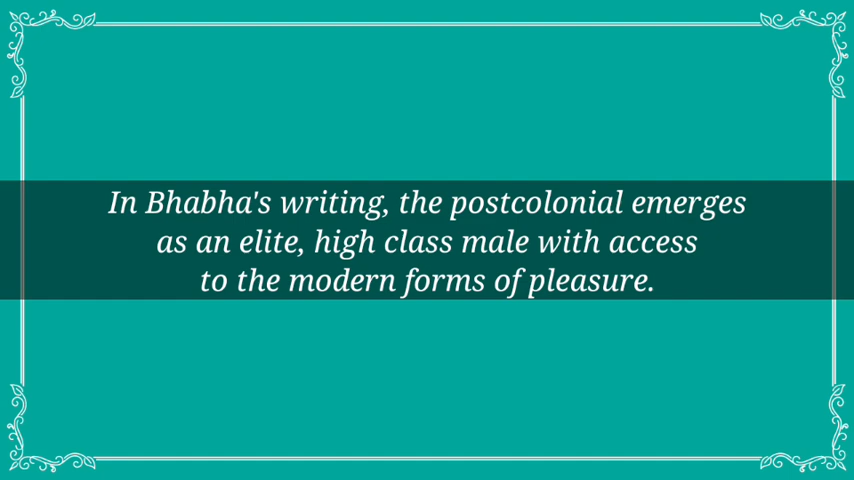 In Bhabha's writing, the postcolonial emerges
as an elite, high class male with access
to the modern forms of pleasure.